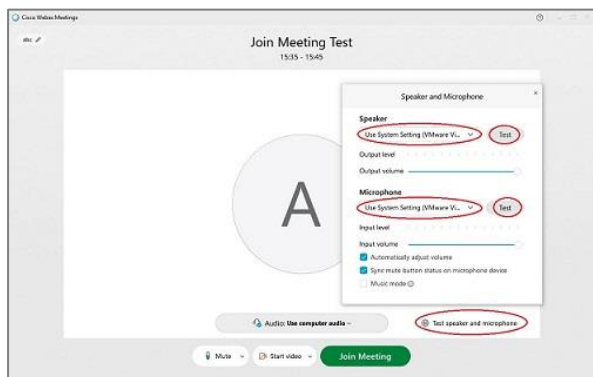 Cisco Webex Meetings
abc
Join Meeting Test
15:35 - 15:45
Speaker and Microphone
Speaker
Use System Setting (VMware Vi...
Test
Output level
Output volume
Microphone
Use System Setting (VMware Vi...
Test
Input level
Input volume
Automatically adjust volume
Sync mute button status on microphone device
Music mode
A
Audio: Use computer audio
Test speaker and microphone
Mute
Start video
Join Meeting